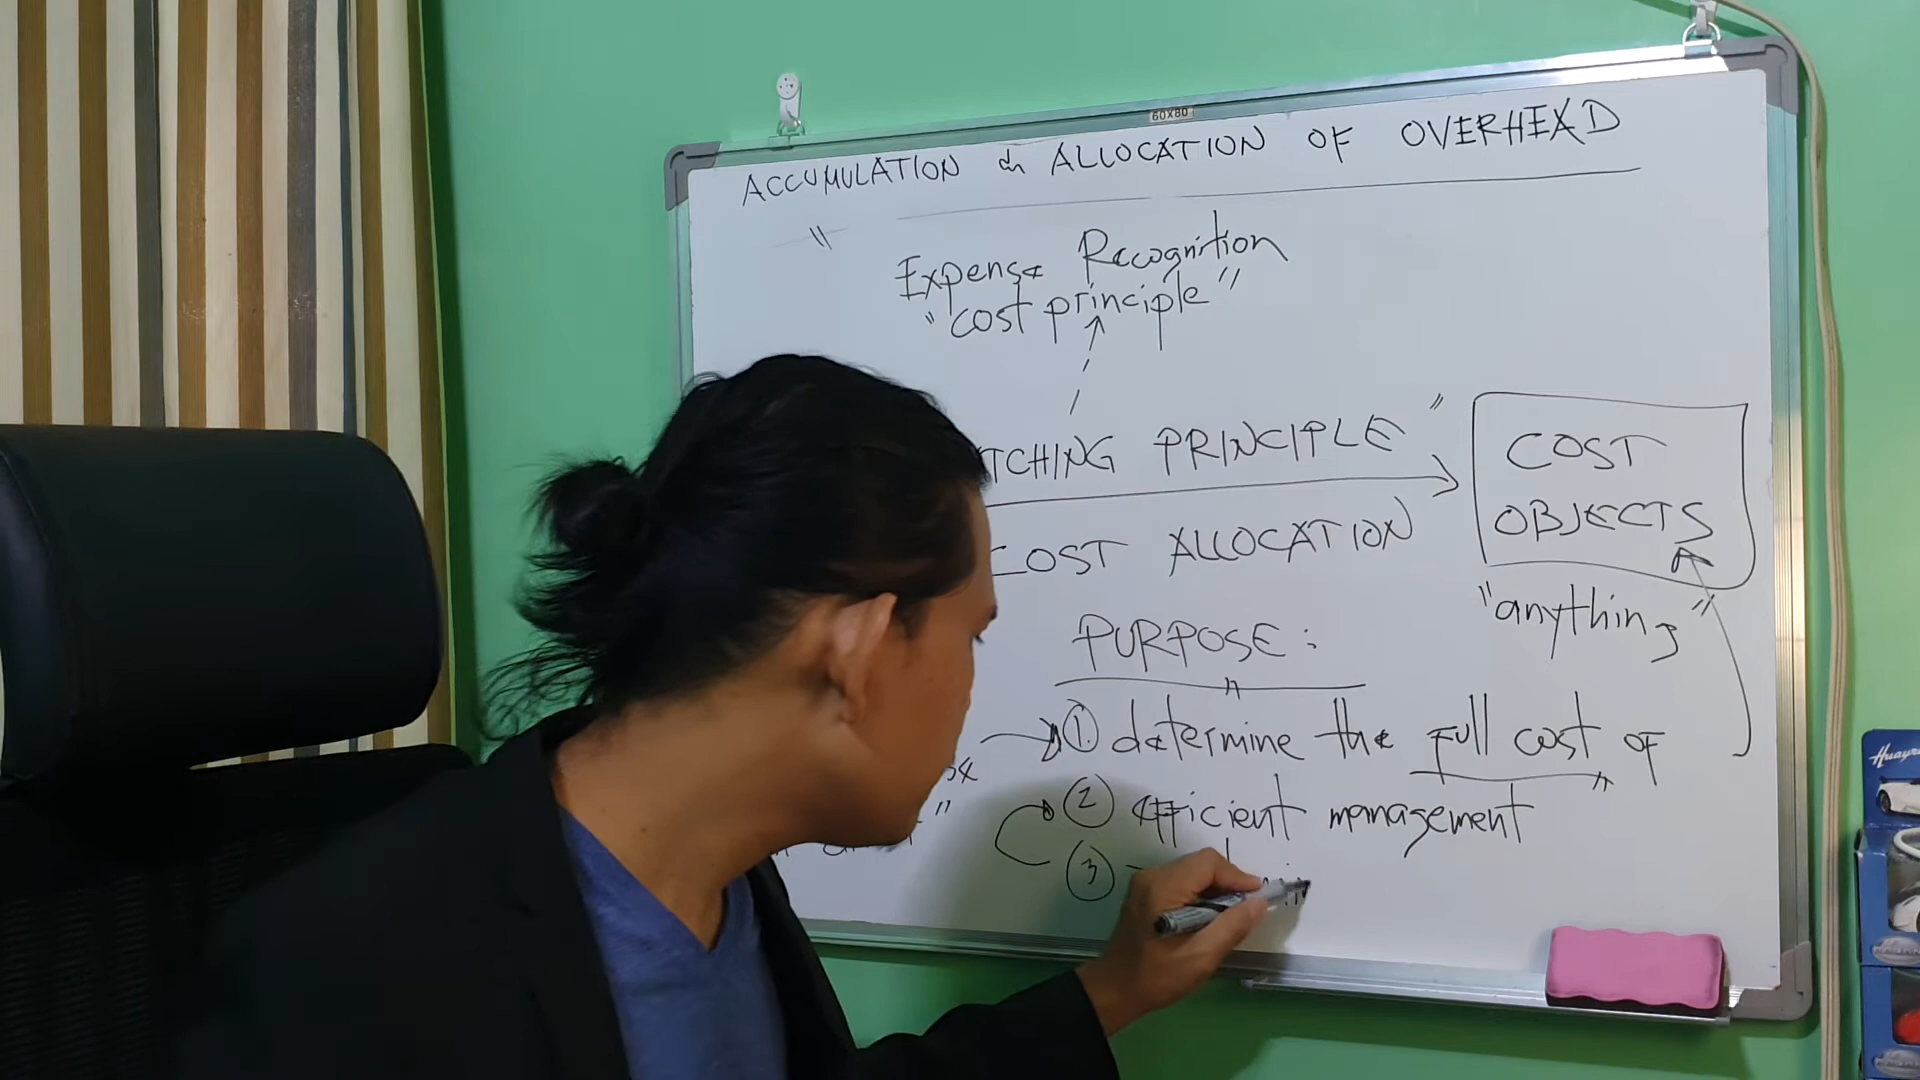 60X80
ACCUMULATION & ALLOCATION OF OVERHEAD
"
Expense Recognition
"cost principle"
TCHING PRINCIPLE"
COST ALLOCATION
COST
OBJECTS
"anything"
PURPOSE:
① determine the full cost of
② efficient management
③
Huayra